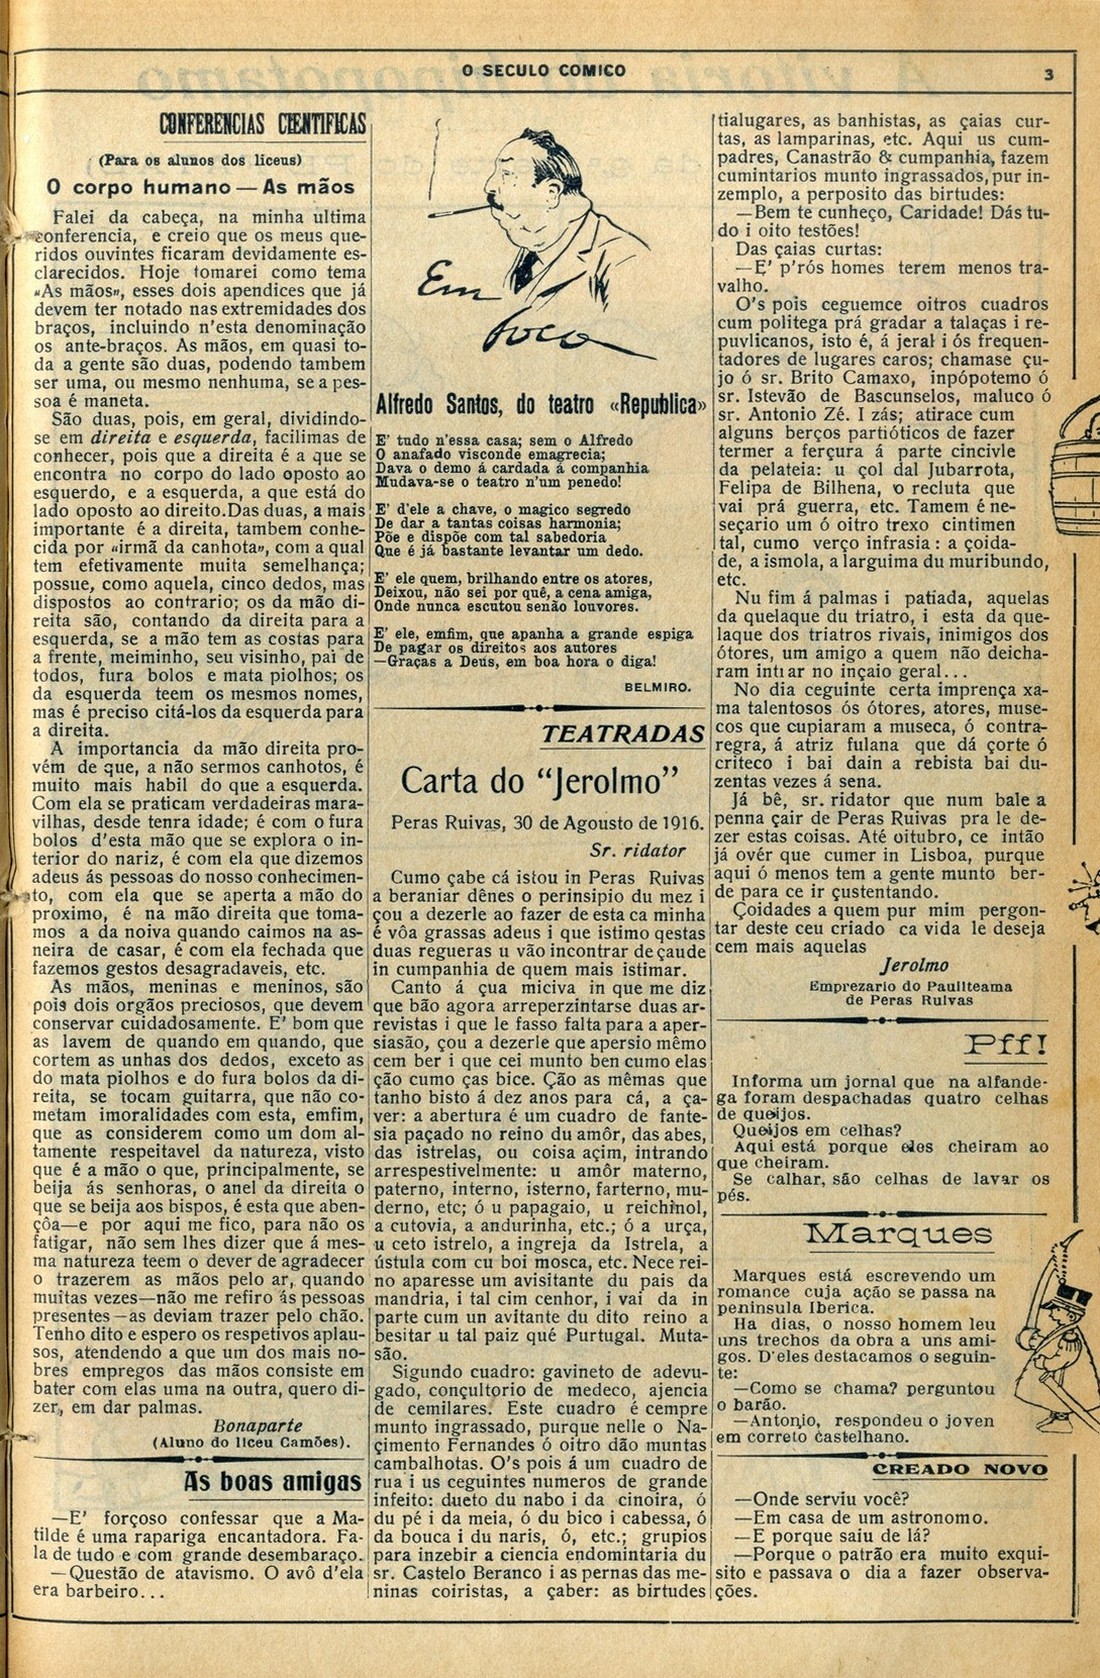 O SECULO COMICO
3
CONFERENCIAS CIENTIFICAS
(Para os alunos dos liceus)
O corpo humano — As mãos
Falei da cabeça, na minha ultima
conferencia, e creio que os meus que-
ridos ouvintes ficaram devidamente es-
clarecidos. Hoje tomarei como tema
«As mãos», esses dois apendices que já
devem ter notado nas extremidades dos
braços, incluindo n'esta denominação
os ante-braços. As mãos, em quasi to-
da a gente são duas, podendo tambem
ser uma, ou mesmo nenhuma, se a pes-
soa é maneta.
São duas, pois, em geral, dividindo-
se em direita e esquerda, facilimas de
conhecer, pois que a direita é a que se
encontra no corpo do lado oposto ao
esquerdo, e a esquerda, a que está do
lado oposto ao direito. Das duas, a mais
importante é a direita, tambem conhe-
cida por «irmã da canhota», com a qual
tem efetivamente muita semelhança;
possue, como aquela, cinco dedos, mas
dispostos ao contrario; os da mão di-
reita são, contando da direita para a
esquerda, se a mão tem as costas para
a frente, meiminho, seu visinho, pai de
todos, fura bolos e mata piolhos; os
da esquerda teem os mesmos nomes,
mas é preciso citá-los da esquerda para
a direita.
A importancia da mão direita pro-
vém de que, a não sermos canhotos, é
muito mais habil do que a esquerda.
Com ela se praticam verdadeiras mara-
vilhas, desde tenra idade; é com o fura
bolos d'esta mão que se explora o in-
terior do nariz, é com ela que dizemos
adeus ás pessoas do nosso conhecimen-
to, com ela que se aperta a mão do
proximo, é na mão direita que toma-
mos a da noiva quando caimos na as-
neira de casar, é com ela fechada que
fazemos gestos desagradaveis, etc.
As mãos, meninas e meninos, são
pois dois orgãos preciosos, que devem
conservar cuidadosamente. E' bom que
as lavem de quando em quando, que
cortem as unhas dos dedos, exceto as
do mata piolhos e do fura bolos da di-
reita, se tocam guitarra, que não co-
metam imoralidades com esta, emfim,
que as considerem como um dom al-
tamente respeitavel da natureza, visto
que é a mão o que, principalmente, se
beija ás senhoras, o anel da direita o
que se beija aos bispos, é esta que aben-
çôa—e por aqui me fico, para não os
fatigar, não sem lhes dizer que á mes-
ma natureza teem o dever de agradecer
o trazerem as mãos pelo ar, quando
muitas vezes—não me refiro ás pessoas
presentes—as deviam trazer pelo chão.
Tenho dito e espero os respetivos aplau-
sos, atendendo a que um dos mais no-
bres empregos das mãos consiste em
bater com elas uma na outra, quero di-
zer, em dar palmas.
Bonaparte
(Aluno do liceu Camões).
As boas amigas
—E' forçoso confessar que a Ma-
tilde é uma rapariga encantadora. Fa-
la de tudo e com grande desembaraço.
—Questão de atavismo. O avô d'ela
era barbeiro...
Em
foco
Alfredo Santos, do teatro «Republica»
E' tudo n'essa casa; sem o Alfredo
O anafado visconde emagrecia;
Dava o demo á cardada á companhia
Mudava-se o teatro n'um penedo!
E' d'ele a chave, o magico segredo
De dar a tantas coisas harmonia;
Põe e dispõe com tal sabedoria
Que é já bastante levantar um dedo.
E' ele quem, brilhando entre os atores,
Deixou, não sei por quê, a cena amiga,
Onde nunca escutou senão louvores.
E' ele, emfim, que apanha a grande espiga
De pagar os direitos aos autores
—Graças a Deus, em boa hora o diga!
BELMIRO.
TEATRADAS
Carta do "Jerolmo"
Peras Ruivas, 30 de Agousto de 1916.
Sr. ridator
Cumo çabe cá istou in Peras Ruivas
a beraniar dênes o perinsipio du mez i
çou a dezerle ao fazer de esta ca minha
é vôa grassas adeus i que istimo qestas
duas regueras u vão incontrar de çaude
in cumpanhia de quem mais istimar.
Canto á çua miciva in que me diz
que bão agora arreperzintarse duas ar-
revistas i que le fasso falta para a aper-
siasão, çou a dezerle que apersio mêmo
cem ber i que cei munto ben cumo elas
ção cumo ças bice. Ção as mêmas que
tanho bisto á dez anos para cá, a ça-
ver: a abertura é um cuadro de fante-
sia paçado no reino du amôr, das abes,
das istrelas, ou coisa açim, intrando
arrespestivelmente: u amôr materno,
paterno, interno, isterno, farterno, mu-
derno, etc; ó u papagaio, u reichinol,
a cutovia, a andurinha, etc.; ó a urça,
u ceto istrelo, a ingreja da Istrela, a
ústula com cu boi mosca, etc. Nece rei-
no aparesse um avisitante du pais da
mandria, i tal cim cenhor, i vai da in
parte cum un avitante du dito reino a
besitar u tal paiz qué Purtugal. Muta-
são.
Sigundo cuadro: gavineto de adevu-
gado, conçultorio de medeco, ajencia
de cemilares. Este cuadro é cempre
munto ingrassado, purque nelle o Na-
çimento Fernandes ó oitro dão muntas
cambalhotas. O's pois á um cuadro de
rua i us ceguintes numeros de grande
infeito: dueto du nabo i da cinoira, ó
du pé i da meia, ó du bico i cabessa, ó
da bouca i du naris, ó, etc.; grupios
para inzebir a ciencia endomintaria du
sr. Castelo Beranco i as pernas das me-
ninas coiristas, a çaber: as birtudes
tialugares, as banhistas, as çaias cur-
tas, as lamparinas, etc. Aqui us cum-
padres, Canastrão & cumpanhia, fazem
cumintarios munto ingrassados, pur in-
zemplo, a perposito das birtudes:
—Bem te cunheço, Caridade! Dás tu-
do i oito testões!
Das çaias curtas:
—E' p'rós homes terem menos tra-
valho.
O's pois ceguemce oitros cuadros
cum politega prá gradar a talaças i re-
puvlicanos, isto é, á jeral i ós frequen-
tadores de lugares caros; chamase çu-
jo ó sr. Brito Camaxo, inpópotemo ó
sr. Istevão de Bascunselos, maluco ó
sr. Antonio Zé. I zás; atirace cum
alguns berços partióticos de fazer
termer a ferçura á parte cincivle
da pelateia: u çol dal Jubarrota,
Felipa de Bilhena, o recluta que
vai prá guerra, etc. Tamem é ne-
seçario um ó oitro trexo cintimen
tal, cumo verço infrasia: a çoida-
de, a ismola, a larguima du muribundo,
etc.
Nu fim á palmas i patiada, aquelas
da quelaque du triatro, i esta da que-
laque dos triatros rivais, inimigos dos
ótores, um amigo a quem não deicha-
ram intiar no inçaio geral...
No dia ceguinte certa imprença xa-
ma talentosos ós ótores, atores, muse-
cos que cupiaram a museca, ó contra-
regra, á atriz fulana que dá çorte ó
criteco i bai dain a rebista bai du-
zentas vezes á sena.
Já bê, sr. ridator que num bale a
penna çair de Peras Ruivas pra le de-
zer estas coisas. Até oitubro, ce intão
já ovér que cumer in Lisboa, purque
aqui ó menos tem a gente munto ber-
de para ce ir çustentando.
Çoidades a quem pur mim pergon-
tar deste ceu criado ca vida le deseja
cem mais aquelas
Jerolmo
Emprezario do Pauliteama
de Peras Ruivas
Pff!
Informa um jornal que na alfande-
ga foram despachadas quatro celhas
de queijos.
Queijos em celhas?
Aqui está porque eles cheiram ao
que cheiram.
Se calhar, são celhas de lavar os
pés.
Marques
Marques está escrevendo um
romance cuja ação se passa na
peninsula Iberica.
Ha dias, o nosso homem leu
uns trechos da obra a uns ami-
gos. D'eles destacamos o seguin-
te:
—Como se chama? perguntou
o barão.
—Antonio, respondeu o joven
em correto castelhano.
CREADO NOVO
—Onde serviu você?
—Em casa de um astronomo.
—E porque saiu de lá?
—Porque o patrão era muito exqui-
sito e passava o dia a fazer observa-
ções.